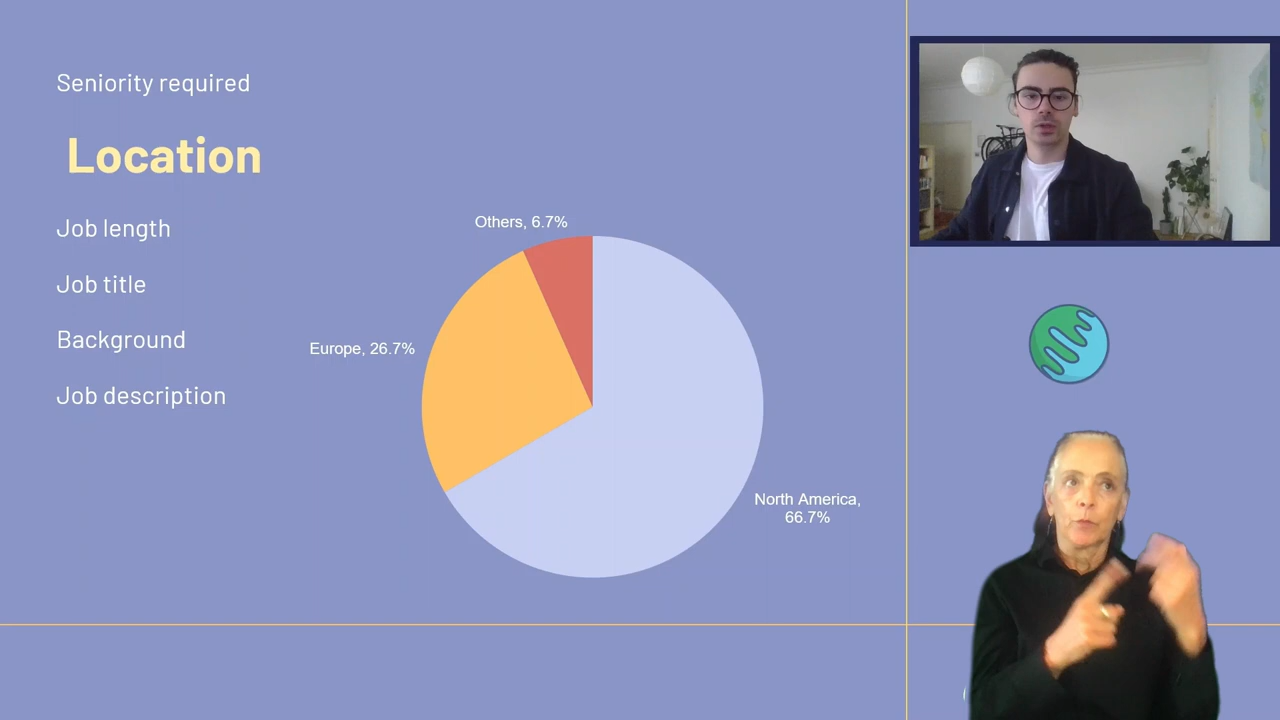 Seniority required
Location
Job length
Job title
Background
Job description
Others, 6.7%
Europe, 26.7%
North America,
66.7%